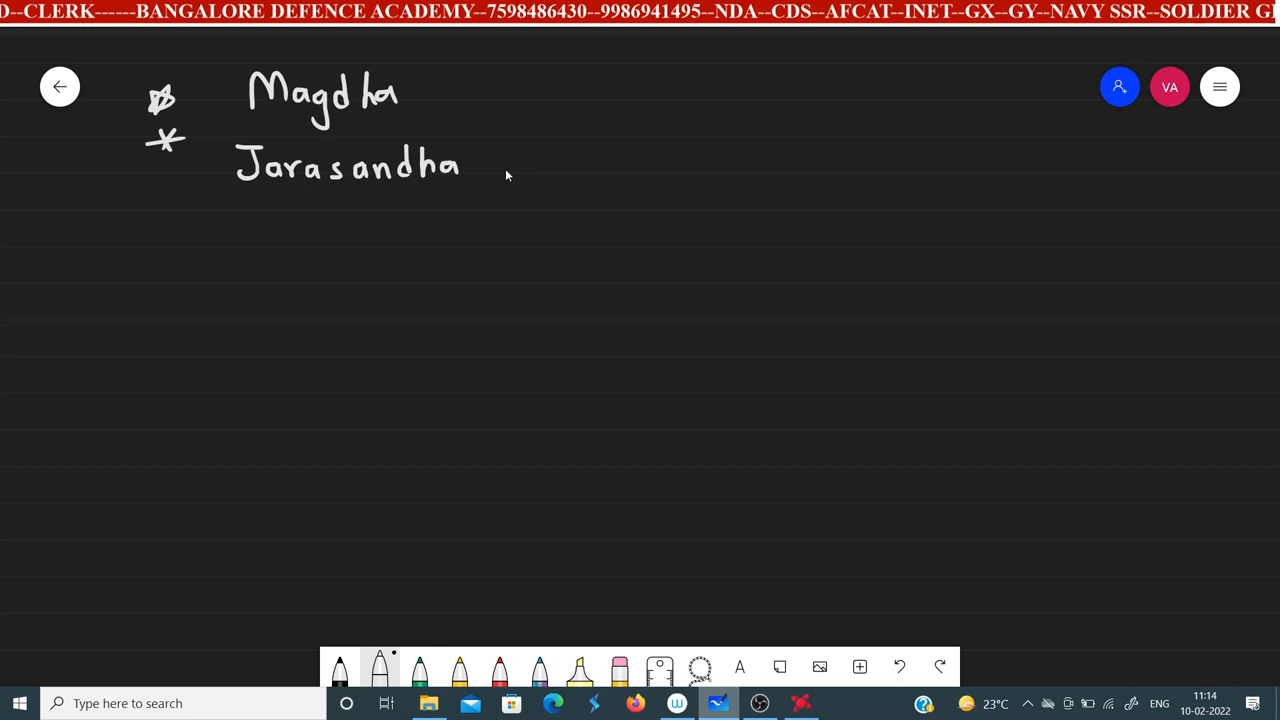 D--CLERK------BANGALORE DEFENCE ACADEMY--7598486430--9986941495--NDA--CDS--AFCAT--INET--GX--GY--NAVY SSR--SOLDIER GE
* Magdha
VA
* Jarasandha
A
Type here to search
23°C
ENG
11:14
10-02-2022